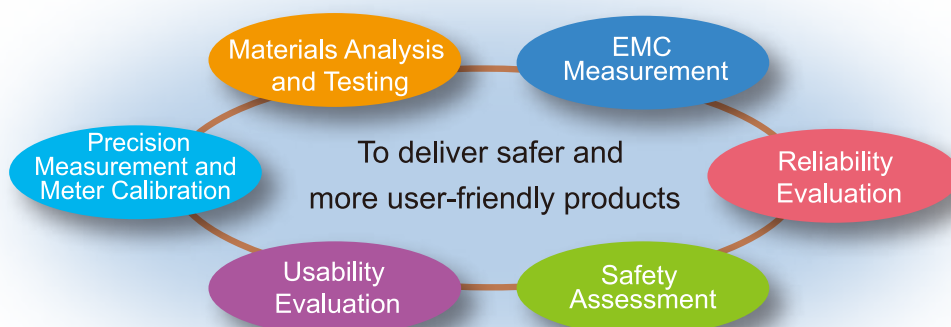 Materials Analysis
and Testing
EMC
Measurement
Precision
Measurement and
Meter Calibration
To deliver safer and
more user-friendly products
Reliability
Evaluation
Usability
Evaluation
Safety
Assessment